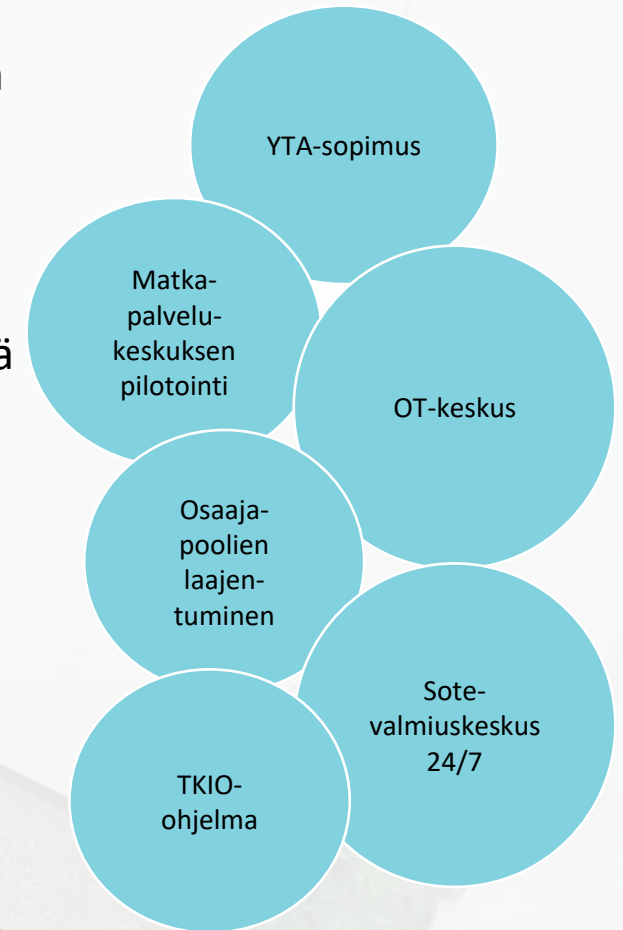 YTA-sopimus
Matka-
palvelu-
keskuksen
pilotointi
OT-keskus
Osaaja-
poolien
laajen-
tuminen
Sote-
valmiuskeskus
24/7
TKIO-
ohjelma